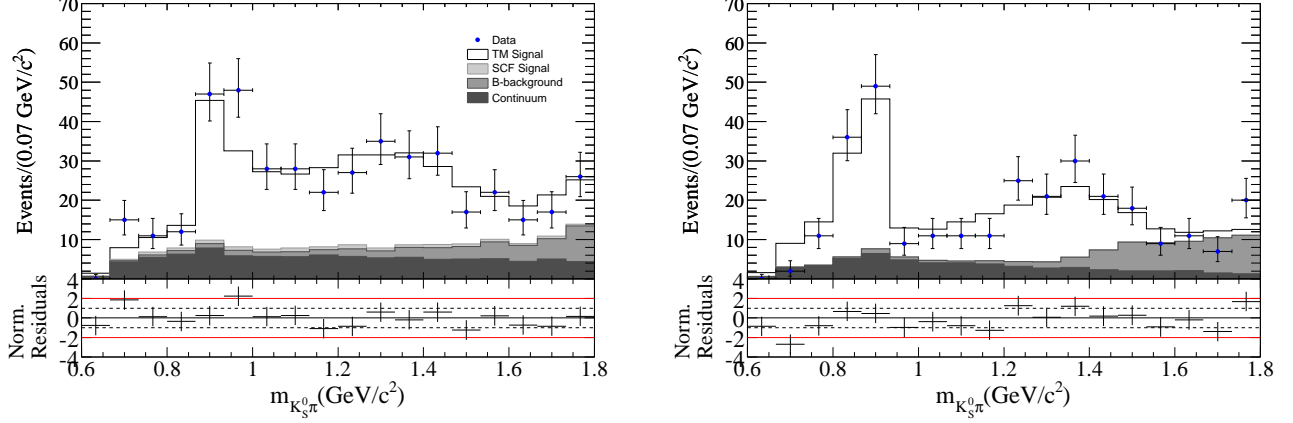 70
60
50
40
30
20
10
Events/(0.07 GeV/c²)
Data
TM Signal
SCF Signal
B-background
Continuum
4
2
0
-2
-4
Norm.
Residuals
0.6 0.8 1 1.2 1.4 1.6 1.8
m_{K_S^0π}(GeV/c²)
70
60
50
40
30
20
10
Events/(0.07 GeV/c²)
4
2
0
-2
-4
Norm.
Residuals
0.6 0.8 1 1.2 1.4 1.6 1.8
m_{K_S^0π}(GeV/c²)